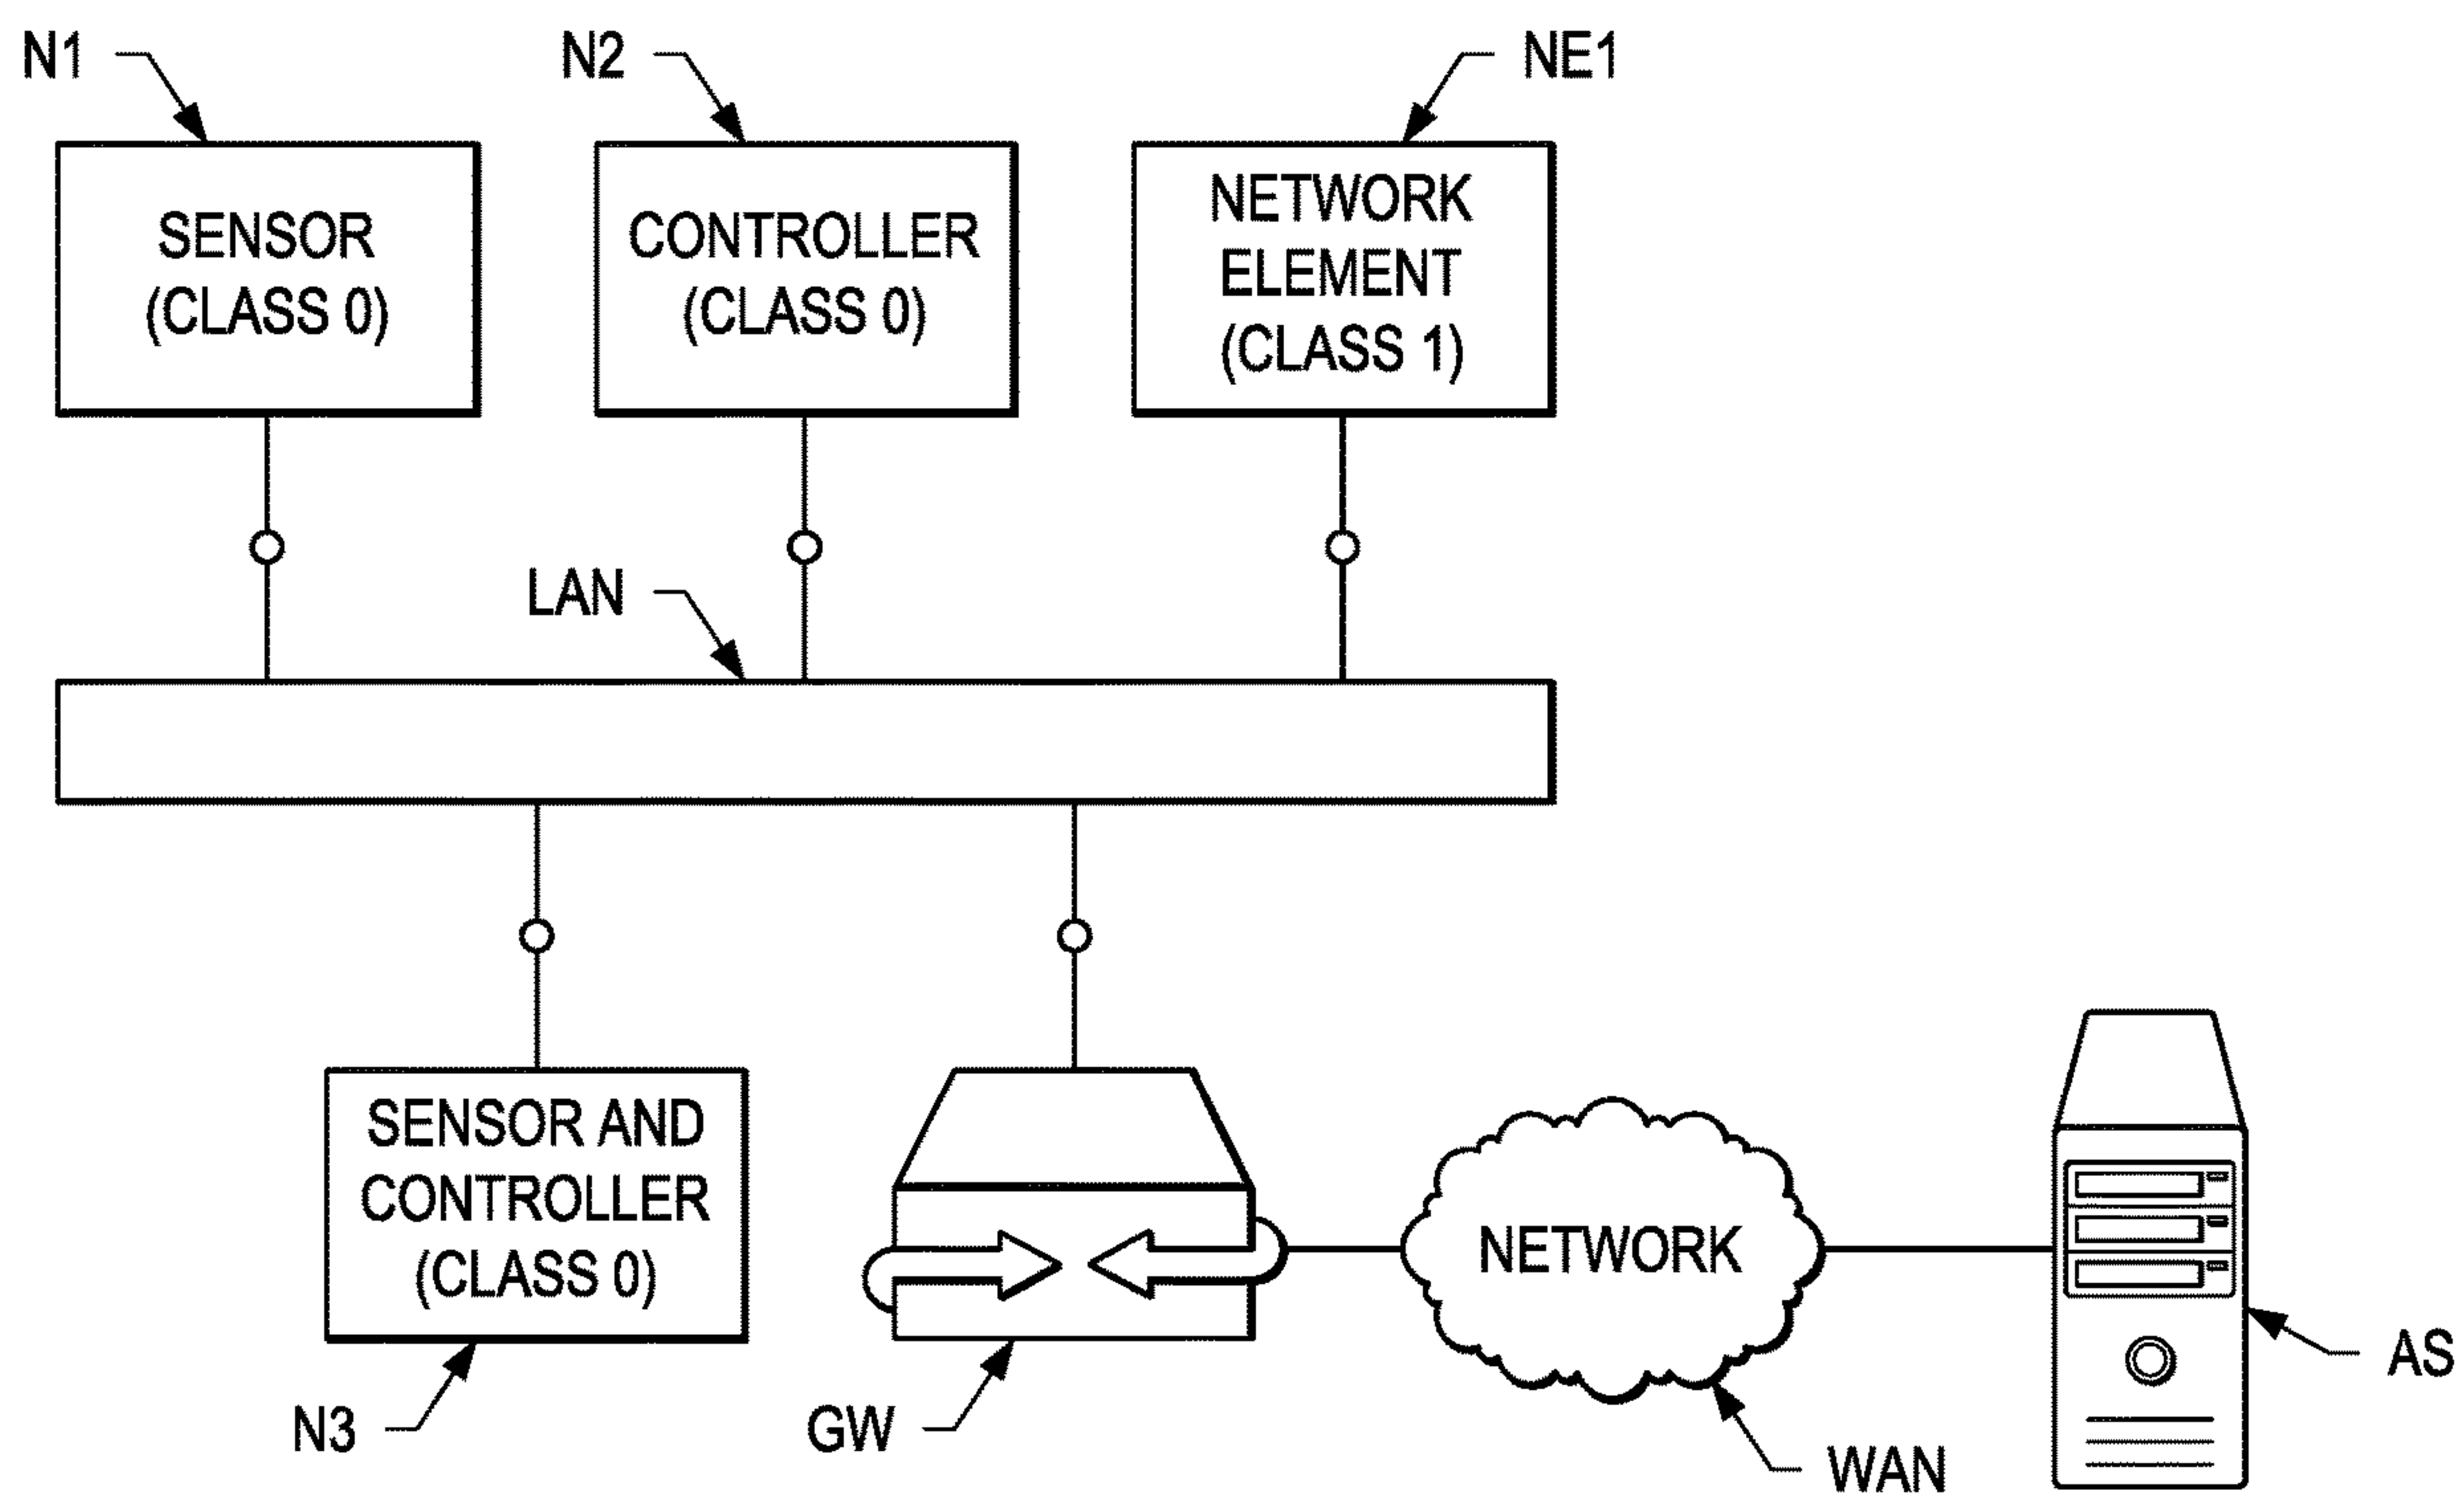 N1
N2
NE1
SENSOR
(CLASS 0)
CONTROLLER
(CLASS 0)
NETWORK
ELEMENT
(CLASS 1)
LAN
SENSOR AND
CONTROLLER
(CLASS 0)
NETWORK
N3
GW
WAN
AS